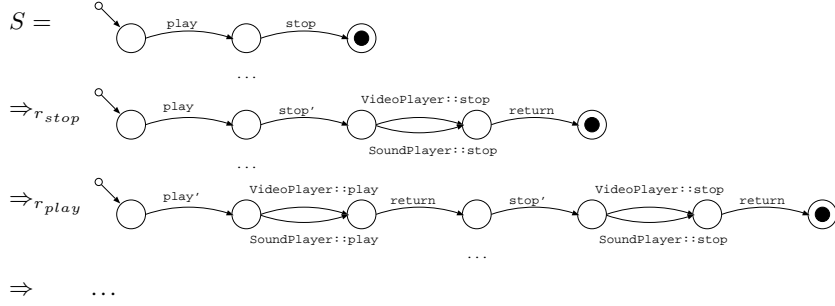 S =
play stop
...
⇒r_stop
VideoPlayer::stop
play stop' return
SoundPlayer::stop
...
⇒r_play
VideoPlayer::play VideoPlayer::stop
play' return stop' return
SoundPlayer::play SoundPlayer::stop
...
⇒ ...